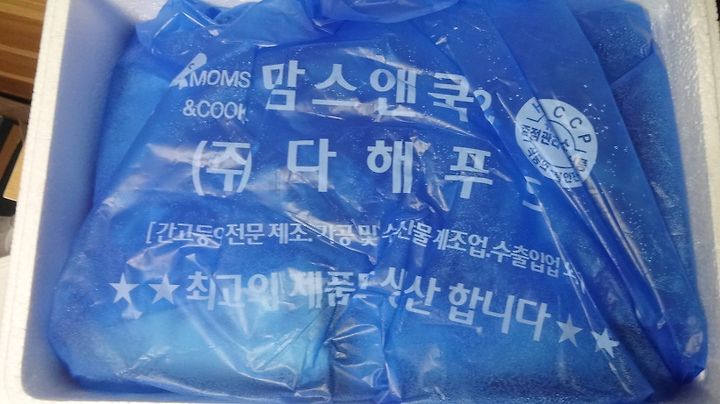 MOMS 맘스앤쿡
&COOK
HACCP
(주) 다해푸드
[간고등어전문 제조. 가공 및 수산물제조업.수출입업
★★최고의 제품만 생산 합니다★★